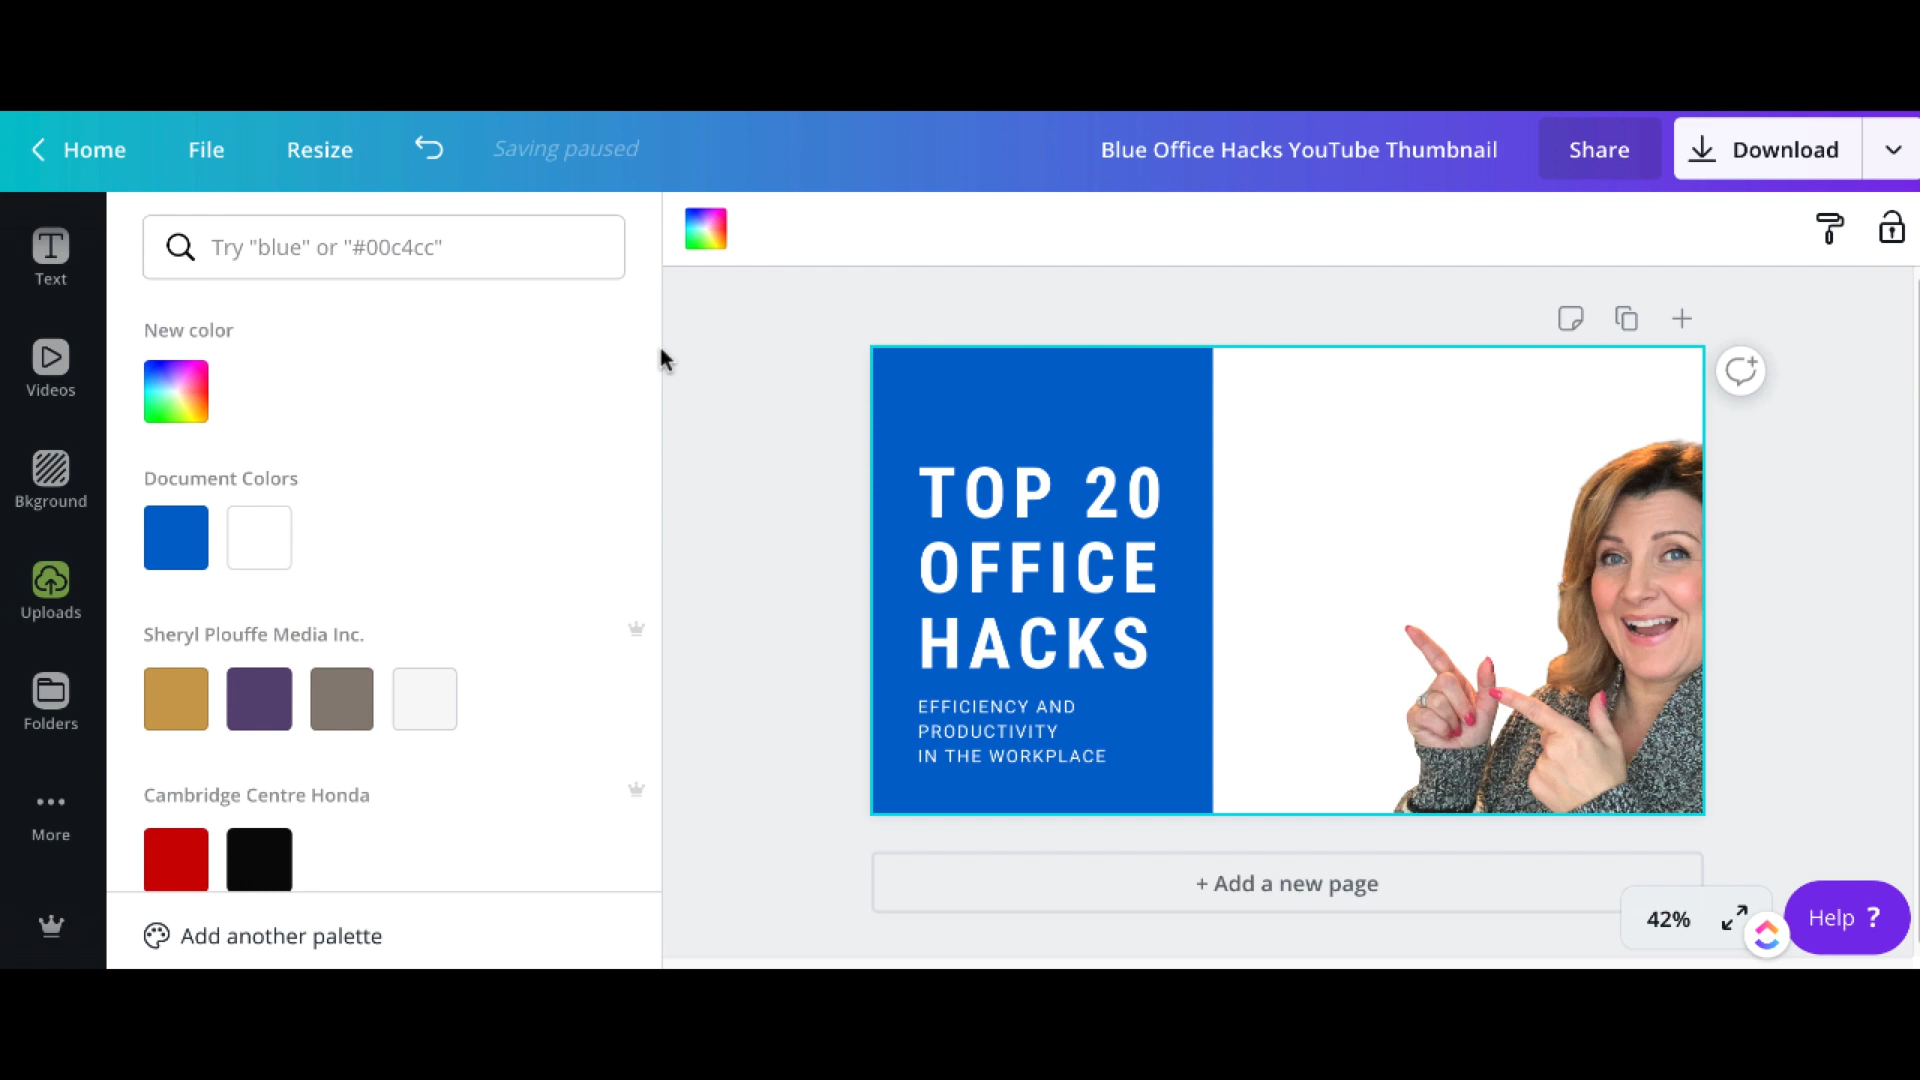 Home
File
Resize
Saving paused
Blue Office Hacks YouTube Thumbnail
Share
Download
Text
Videos
Bkground
Uploads
Folders
More
Try "blue" or "#00c4cc"
New color
Document Colors
Sheryl Plouffe Media Inc.
Cambridge Centre Honda
Add another palette
TOP 20
OFFICE
HACKS
EFFICIENCY AND
PRODUCTIVITY
IN THE WORKPLACE
+ Add a new page
42%
Help ?